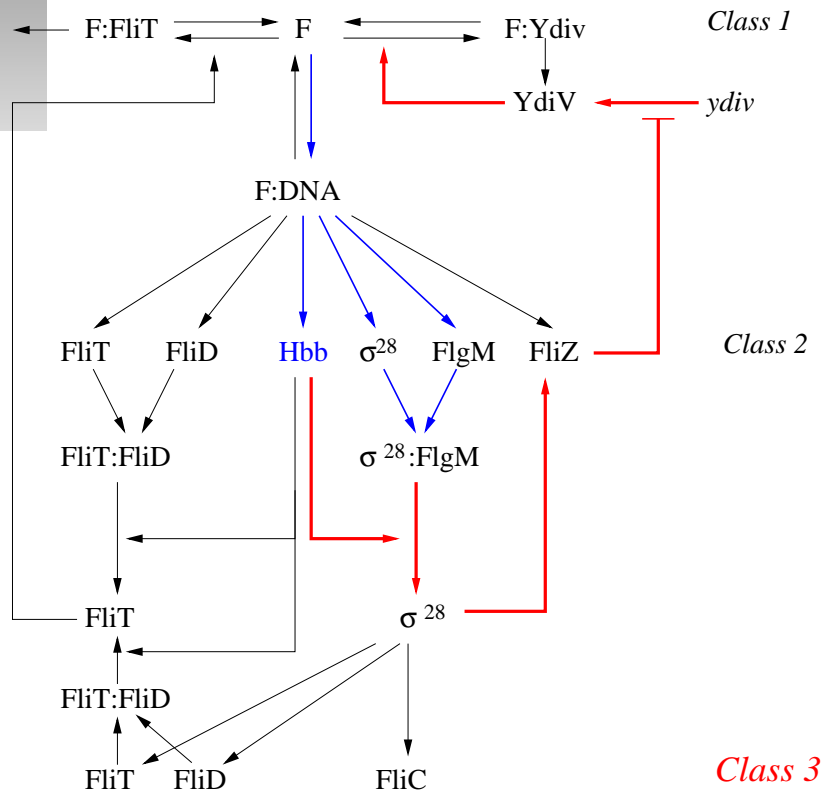 F:FliT F F:Ydiv Class 1
YdiV ydiv
F:DNA
FliT FliD Hbb σ²⁸ FlgM FliZ Class 2
FliT:FliD σ ²⁸:FlgM
FliT σ ²⁸
FliT:FliD
FliT FliD FliC Class 3